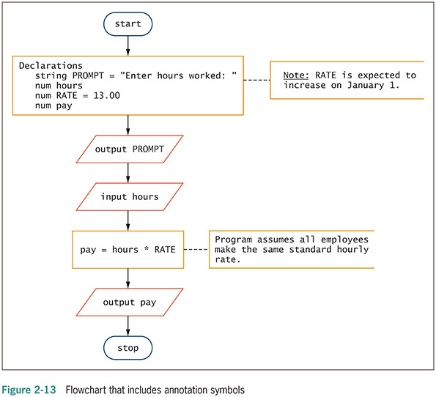 start
Declarations
string PROMPT = "Enter hours worked: "
num hours
num RATE = 13.00
num pay
Note: RATE is expected to
increase on January 1.
output PROMPT
input hours
pay = hours * RATE
Program assumes all employees
make the same standard hourly
rate.
output pay
stop
Figure 2-13 Flowchart that includes annotation symbols